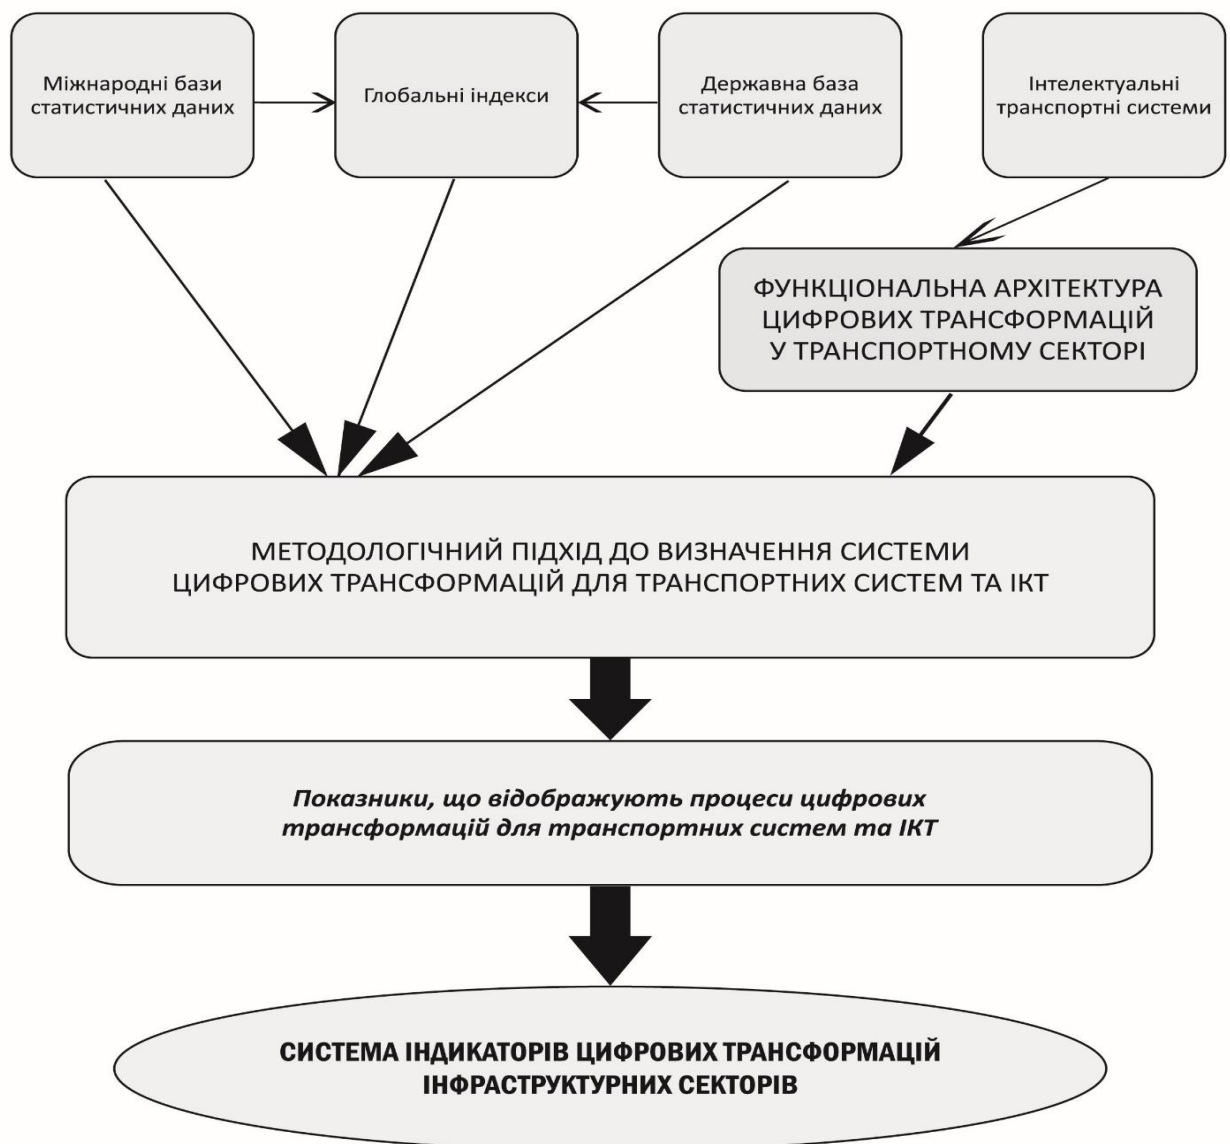 Міжнародні бази
статистичних даних
Глобальні індекси
Державна база
статистичних даних
Інтелектуальні
транспортні системи
ФУНКЦІОНАЛЬНА АРХІТЕКТУРА
ЦИФРОВИХ ТРАНСФОРМАЦІЙ
У ТРАНСПОРТНОМУ СЕКТОРІ
МЕТОДОЛОГІЧНИЙ ПІДХІД ДО ВИЗНАЧЕННЯ СИСТЕМИ
ЦИФРОВИХ ТРАНСФОРМАЦІЙ ДЛЯ ТРАНСПОРТНИХ СИСТЕМ ТА ІКТ
Показники, що відображують процеси цифрових
трансформацій для транспортних систем та ІКТ
СИСТЕМА ІНДИКАТОРІВ ЦИФРОВИХ ТРАНСФОРМАЦІЙ
ІНФРАСТРУКТУРНИХ СЕКТОРІВ